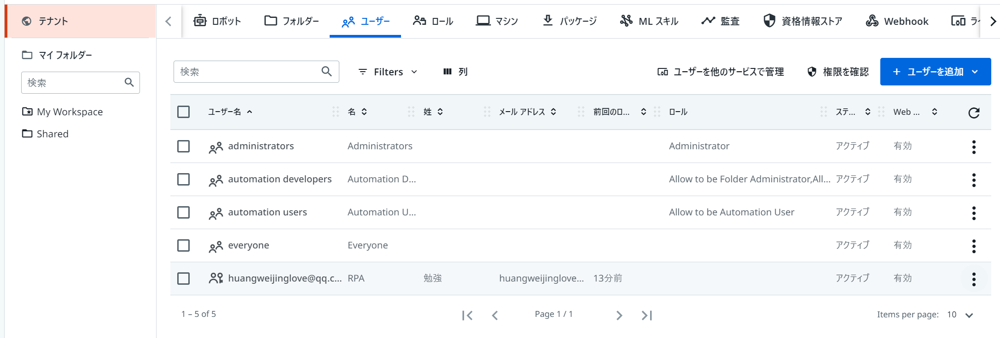 テナント
ロボット フォルダー ユーザー ロール マシン パッケージ ML スキル 監査 資格情報ストア Webhook ラ
マイ フォルダー
検索
My Workspace
Shared
検索 Filters 列 ユーザーを他のサービスで管理 権限を確認 + ユーザーを追加
ユーザー名 名 姓 メール アドレス 前回のロ... ロール ステ... Web ...
administrators Administrators Administrator アクティブ 有効
automation developers Automation D... Allow to be Folder Administrator,All... アクティブ 有効
automation users Automation U... Allow to be Automation User アクティブ 有効
everyone Everyone アクティブ 有効
huangweijinglove@qq.c... RPA 勉強 huangweijinglove... 13分前 アクティブ 有効
1 – 5 of 5 Page 1 / 1 Items per page: 10